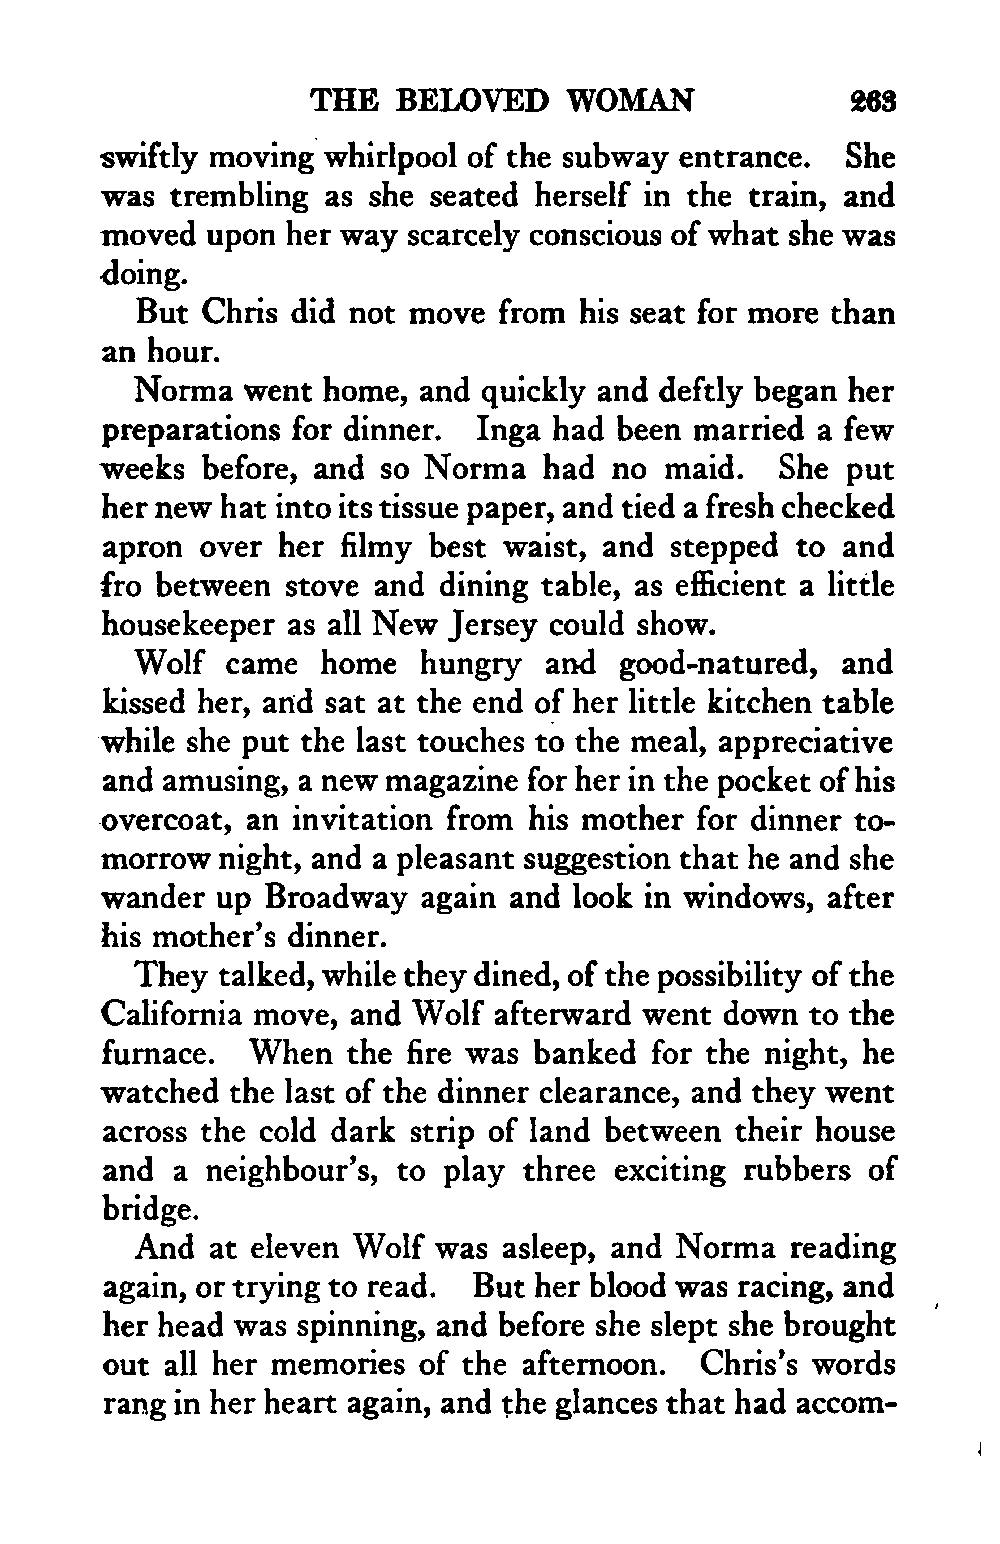 THE BELOVED WOMAN 263
swiftly moving whirlpool of the subway entrance. She
was trembling as she seated herself in the train, and
moved upon her way scarcely conscious of what she was
doing.
But Chris did not move from his seat for more than
an hour.
Norma went home, and quickly and deftly began her
preparations for dinner. Inga had been married a few
weeks before, and so Norma had no maid. She put
her new hat into its tissue paper, and tied a fresh checked
apron over her filmy best waist, and stepped to and
fro between stove and dining table, as efficient a little
housekeeper as all New Jersey could show.
Wolf came home hungry and good-natured, and
kissed her, and sat at the end of her little kitchen table
while she put the last touches to the meal, appreciative
and amusing, a new magazine for her in the pocket of his
overcoat, an invitation from his mother for dinner to-
morrow night, and a pleasant suggestion that he and she
wander up Broadway again and look in windows, after
his mother's dinner.
They talked, while they dined, of the possibility of the
California move, and Wolf afterward went down to the
furnace. When the fire was banked for the night, he
watched the last of the dinner clearance, and they went
across the cold dark strip of land between their house
and a neighbour's, to play three exciting rubbers of
bridge.
And at eleven Wolf was asleep, and Norma reading
again, or trying to read. But her blood was racing, and
her head was spinning, and before she slept she brought
out all her memories of the afternoon. Chris's words
rang in her heart again, and the glances that had accom-